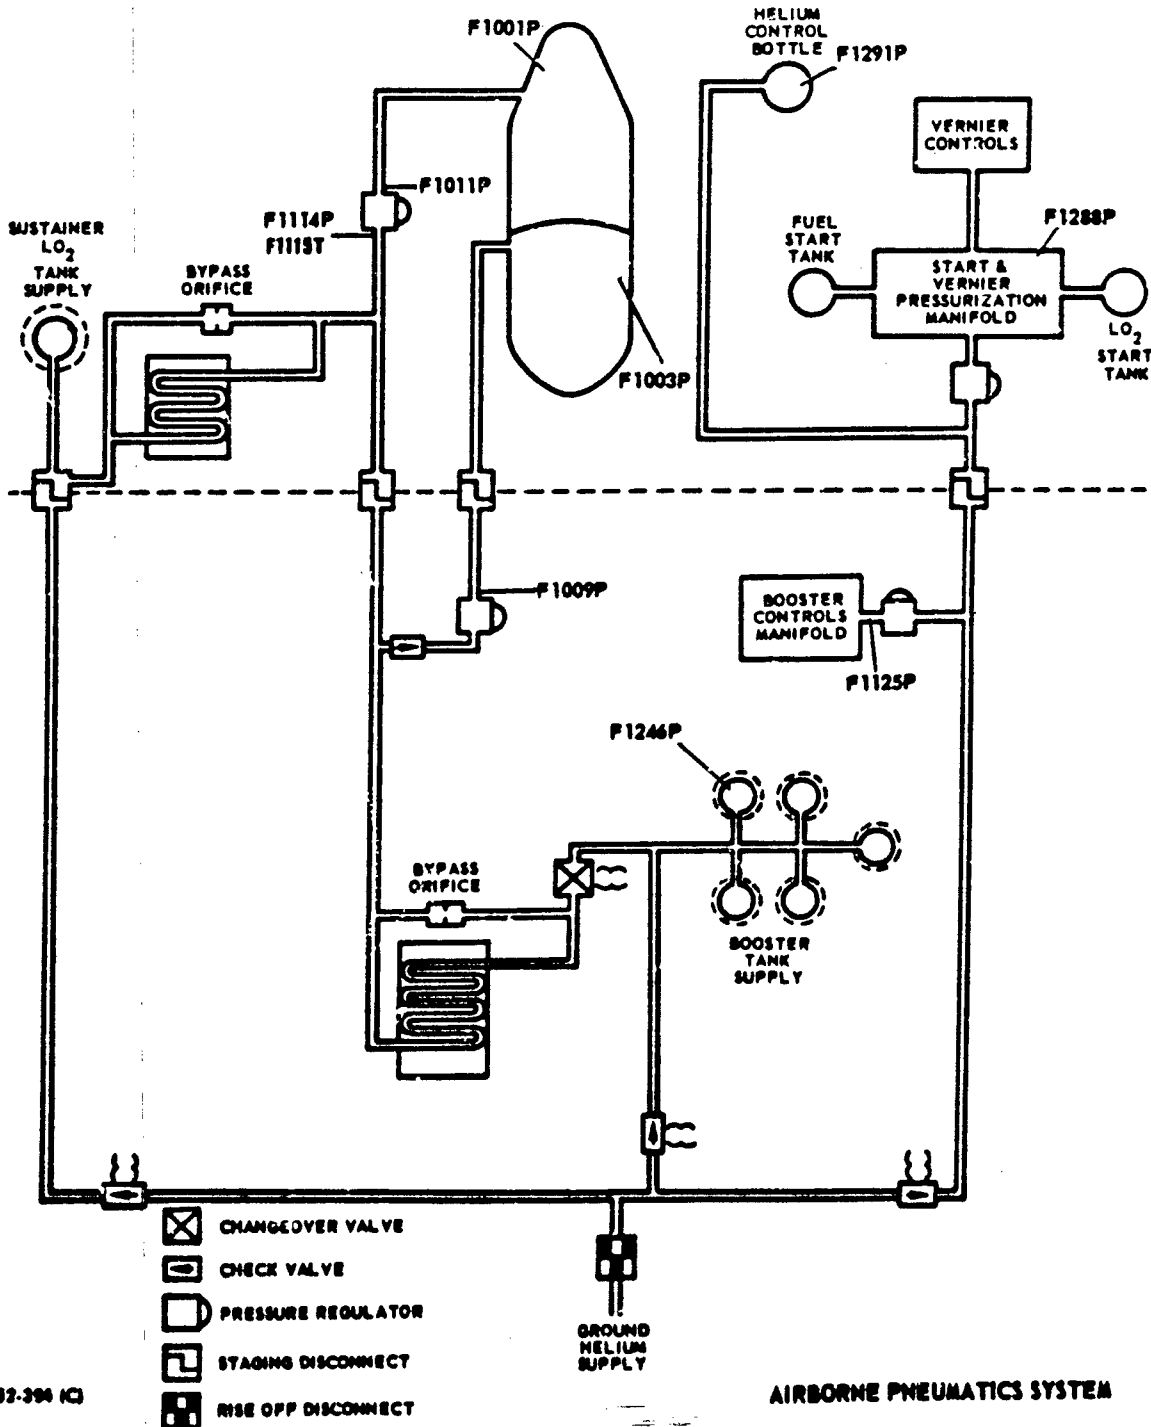 F1001P
HELIUM
CONTROL
BOTTLE
F1291P
VERNIER
CONTROLS
F1011P
F1114P
F1115T
SUSTAINER
LO2
TANK
SUPPLY
BYPASS
ORIFICE
FUEL
START
TANK
F1288P
START &
VERNIER
PRESSURIZATION
MANIFOLD
LO2
START
TANK
F1003P
F1009P
BOOSTER
CONTROLS
MANIFOLD
F1125P
F1246P
BYPASS
ORIFICE
BOOSTER
TANK
SUPPLY
CHANGEOVER VALVE
CHECK VALVE
PRESSURE REGULATOR
STAGING DISCONNECT
RISE OFF DISCONNECT
GROUND
HELIUM
SUPPLY
AIRBORNE PNEUMATICS SYSTEM